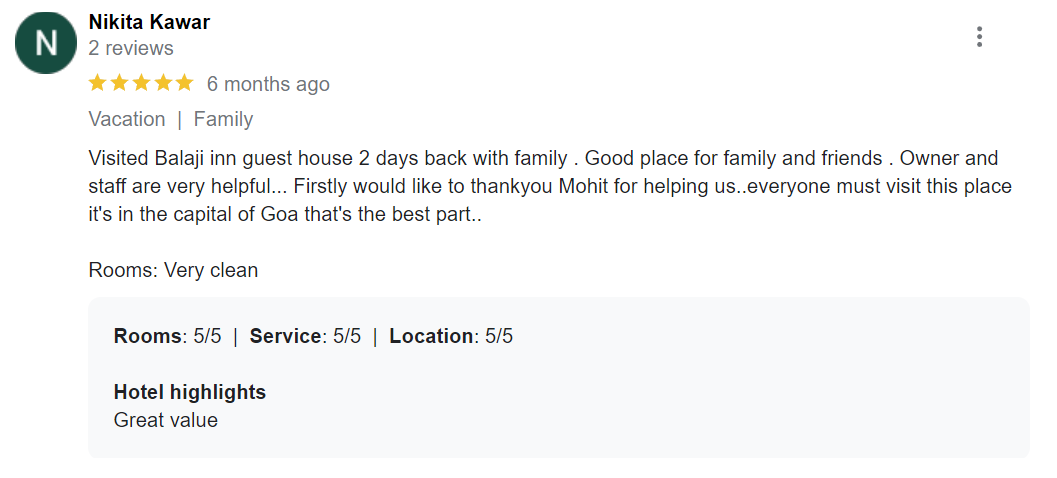 N
Nikita Kawar
2 reviews
6 months ago
Vacation | Family
Visited Balaji inn guest house 2 days back with family . Good place for family and friends . Owner and
staff are very helpful... Firstly would like to thankyou Mohit for helping us..everyone must visit this place
it's in the capital of Goa that's the best part..
Rooms: Very clean
Rooms: 5/5 | Service: 5/5 | Location: 5/5
Hotel highlights
Great value